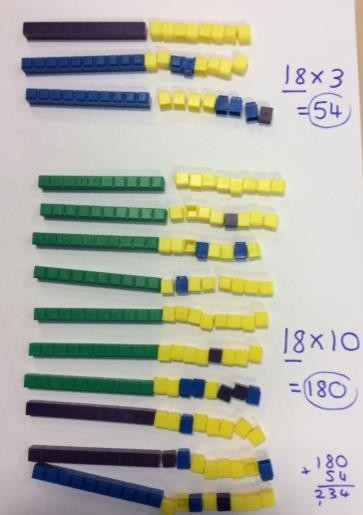 18 × 3
= 54
18 × 10
= 180
180
+ 54
234